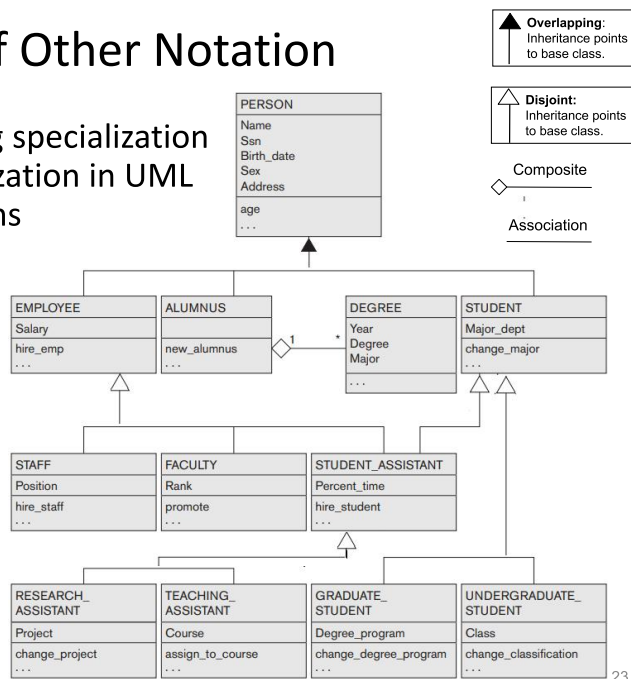 f Other Notation
g specialization
zation in UML
ns
Overlapping:
Inheritance points
to base class.
Disjoint:
Inheritance points
to base class.
Composite
Association
PERSON
Name
Ssn
Birth_date
Sex
Address
age
. . .
EMPLOYEE
Salary
hire_emp
. . .
ALUMNUS
new_alumnus
. . .
1
*
DEGREE
Year
Degree
Major
. . .
STUDENT
Major_dept
change_major
. . .
STAFF
Position
hire_staff
. . .
FACULTY
Rank
promote
. . .
STUDENT_ASSISTANT
Percent_time
hire_student
. . .
RESEARCH_
ASSISTANT
Project
change_project
. . .
TEACHING_
ASSISTANT
Course
assign_to_course
. . .
GRADUATE_
STUDENT
Degree_program
change_degree_program
. . .
UNDERGRADUATE_
STUDENT
Class
change_classification
. . .
23